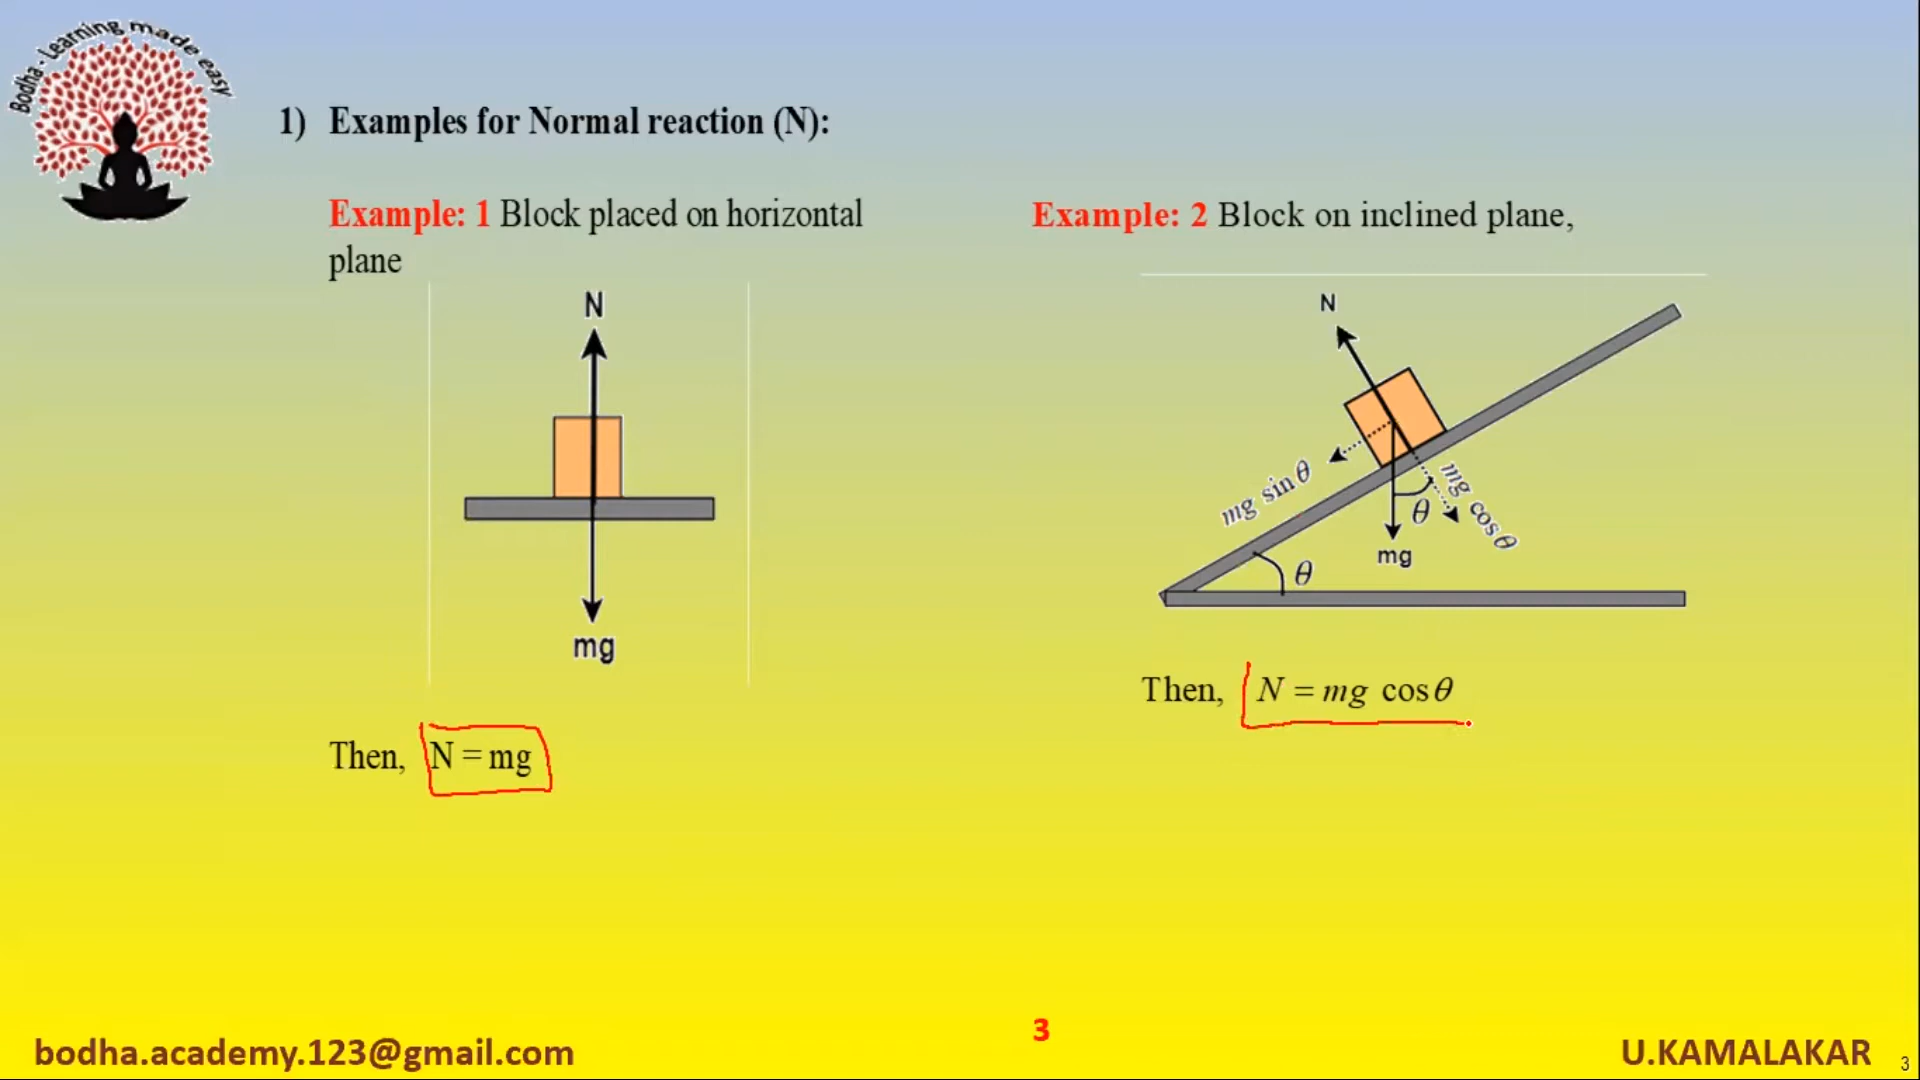 Bodha - Learning made easy
1) Examples for Normal reaction (N):
Example: 1 Block placed on horizontal
plane
N
mg
Then, N = mg
Example: 2 Block on inclined plane,
N
mg sin θ
mg cos θ
θ
mg
θ
Then, N = mg cos θ
3
bodha.academy.123@gmail.com
U.KAMALAKAR
3